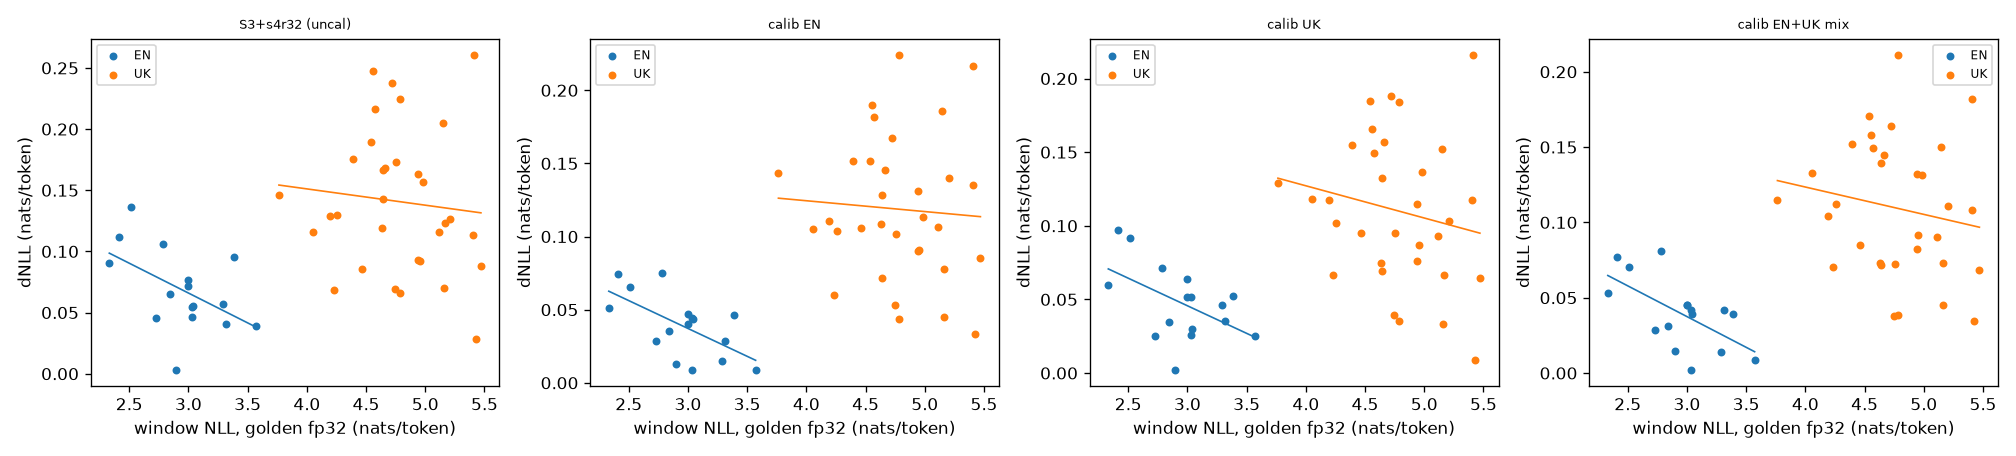 S3+s4r32 (uncal)
EN
UK
dNLL (nats/token)
0.25
0.20
0.15
0.10
0.05
0.00
2.5 3.0 3.5 4.0 4.5 5.0 5.5
window NLL, golden fp32 (nats/token)
calib EN
EN
UK
dNLL (nats/token)
0.20
0.15
0.10
0.05
0.00
2.5 3.0 3.5 4.0 4.5 5.0 5.5
window NLL, golden fp32 (nats/token)
calib UK
EN
UK
dNLL (nats/token)
0.20
0.15
0.10
0.05
0.00
2.5 3.0 3.5 4.0 4.5 5.0 5.5
window NLL, golden fp32 (nats/token)
calib EN+UK mix
EN
UK
dNLL (nats/token)
0.20
0.15
0.10
0.05
0.00
2.5 3.0 3.5 4.0 4.5 5.0 5.5
window NLL, golden fp32 (nats/token)